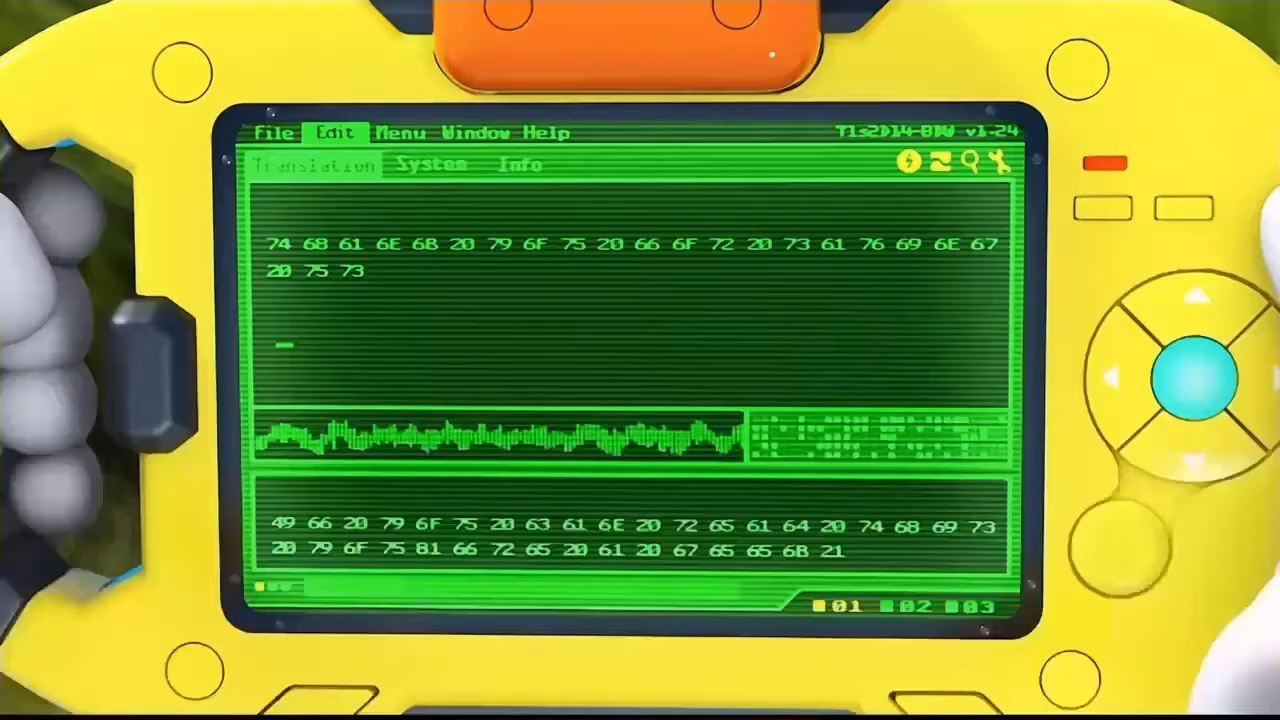 File Edit Menu Window Help
Translation System Info
74 68 61 6E 6B 20 79 6F 75 20 66 6F 72 20 73 61 76 69 6E 67
20 75 73
49 66 20 79 6F 75 20 63 61 6E 20 72 65 61 64 20 74 68 69 73
20 79 6F 75 81 66 72 65 20 61 20 67 65 65 6B 21
01 02 03